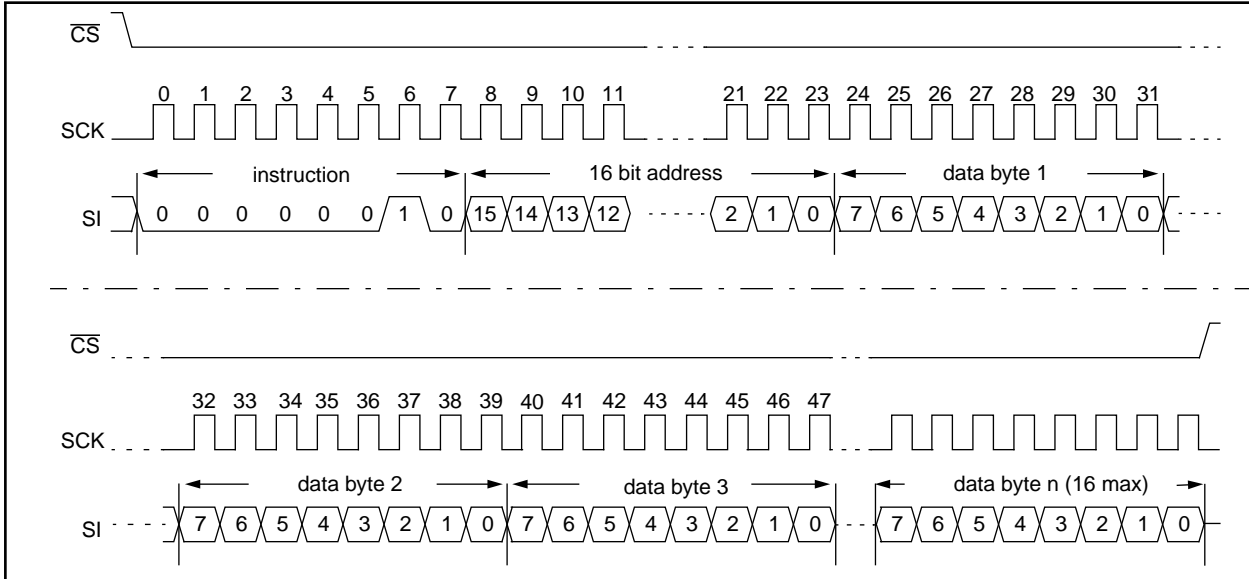 CS
0 1 2 3 4 5 6 7 8 9 10 11 21 22 23 24 25 26 27 28 29 30 31
SCK
instruction 16 bit address data byte 1
SI 0 0 0 0 0 0 1 0 15 14 13 12 2 1 0 7 6 5 4 3 2 1 0
CS
32 33 34 35 36 37 38 39 40 41 42 43 44 45 46 47
SCK
data byte 2 data byte 3 data byte n (16 max)
SI 7 6 5 4 3 2 1 0 7 6 5 4 3 2 1 0 7 6 5 4 3 2 1 0